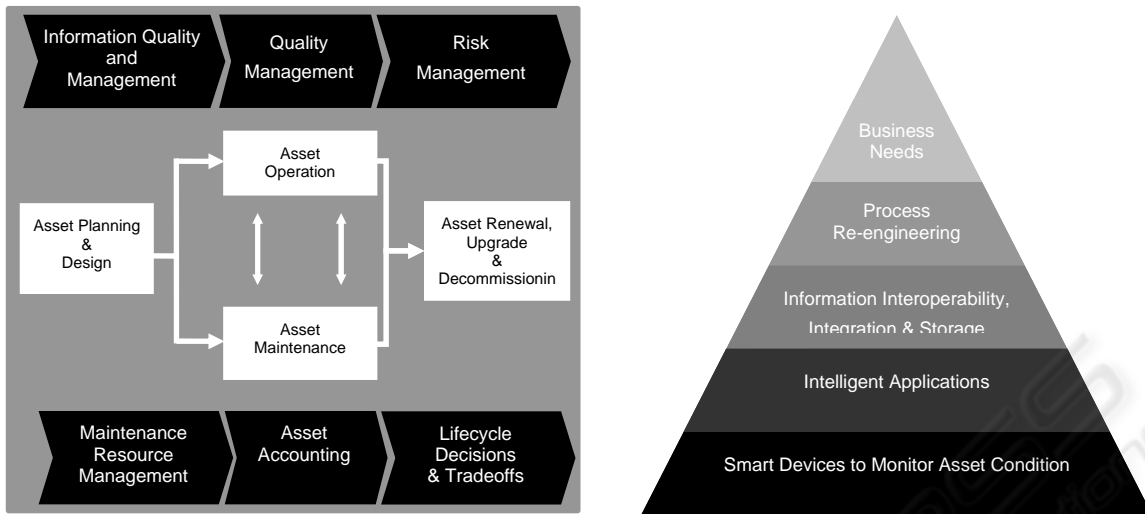 Information Quality
and
Management
Quality
Management
Risk
Management
Asset
Operation
Asset Planning
&
Design
Asset Renewal,
Upgrade
&
Decommissionin
Asset
Maintenance
Maintenance
Resource
Management
Asset
Accounting
Lifecycle
Decisions
& Tradeoffs
Business
Needs
Process
Re-engineering
Information Interoperability,
Integration & Storage
Intelligent Applications
Smart Devices to Monitor Asset Condition